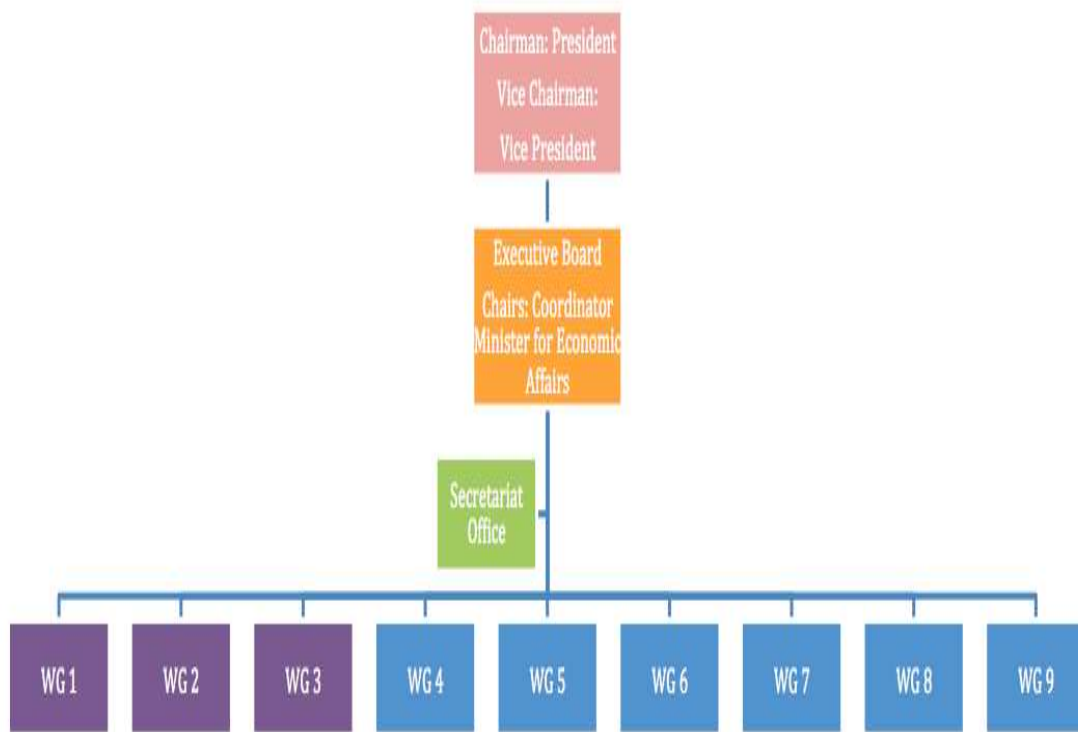 Chairman: President
Vice Chairman:
Vice President
Executive Board
Chairs: Coordinator
Minister for Economic
Affairs
Secretariat
Office
WG 1
WG 2
WG 3
WG 4
WG 5
WG 6
WG 7
WG 8
WG 9